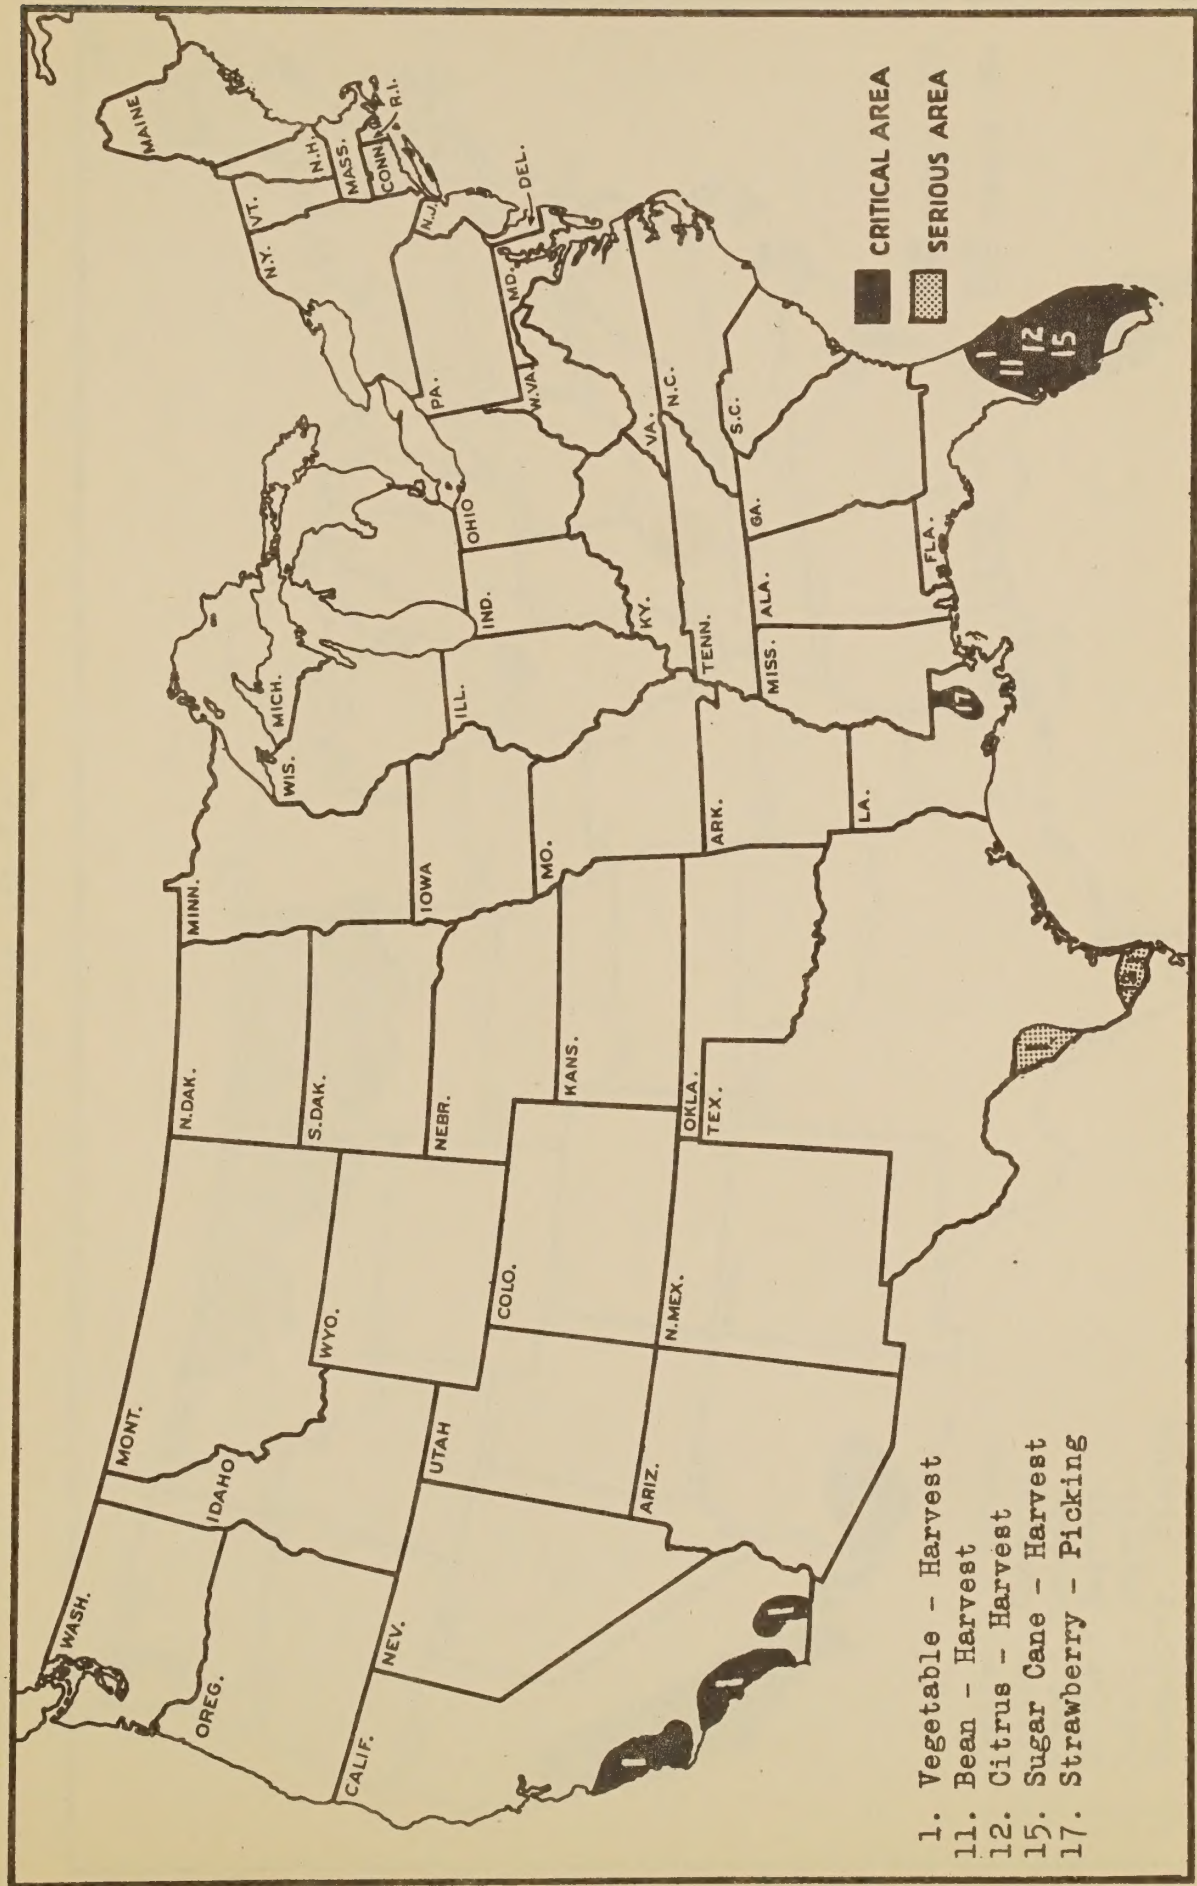 WASH.
OREG.
CALIF.
NEV.
IDAHO
MONT.
WYO.
UTAH
COLO.
ARIZ.
N.MEX.
N.DAK.
S.DAK.
NEBR.
KANS.
OKLA.
TEX.
MINN.
IOWA
MO.
ARK.
LA.
WIS.
MICH.
ILL.
IND.
OHIO
KY.
TENN.
MISS.
ALA.
GA.
FLA.
S.C.
N.C.
VA.
W.VA.
MD.
DEL.
PA.
N.J.
N.Y.
VT.
N.H.
MAINE
MASS.
CONN.
R.I.
1
1
1
17
1
11
12
15
CRITICAL AREA
SERIOUS AREA
1. Vegetable - Harvest
11. Bean - Harvest
12. Citrus - Harvest
15. Sugar Cane - Harvest
17. Strawberry - Picking